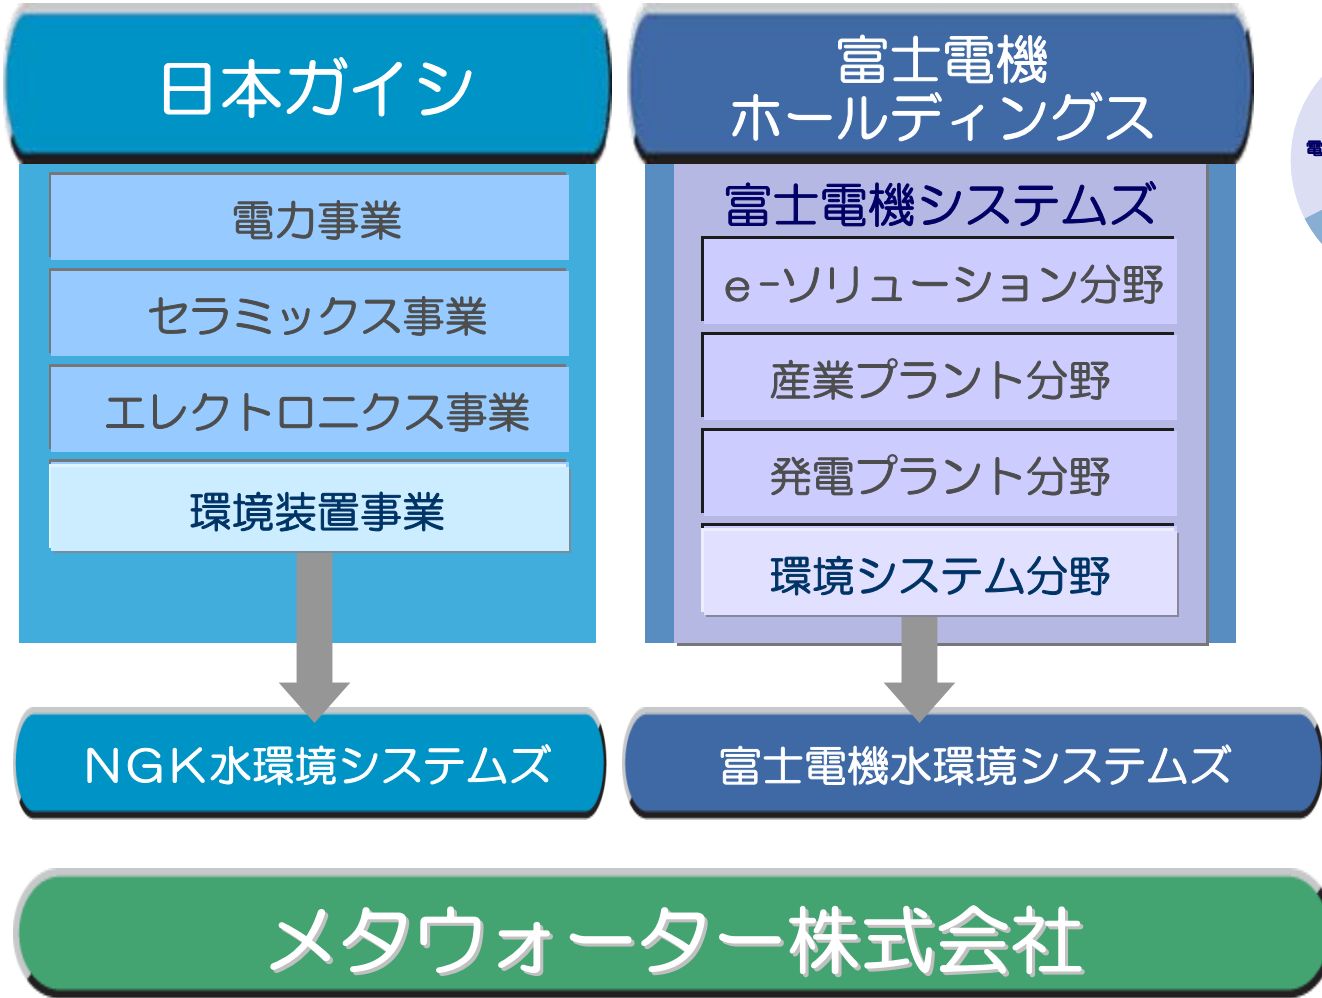 日本ガイシ
電力事業
セラミックス事業
エレクトロニクス事業
環境装置事業
富士電機
ホールディングス
富士電機システムズ
e-ソリューション分野
産業プラント分野
発電プラント分野
環境システム分野
NGK水環境システムズ
富士電機水環境システムズ
メタウォーター株式会社
電